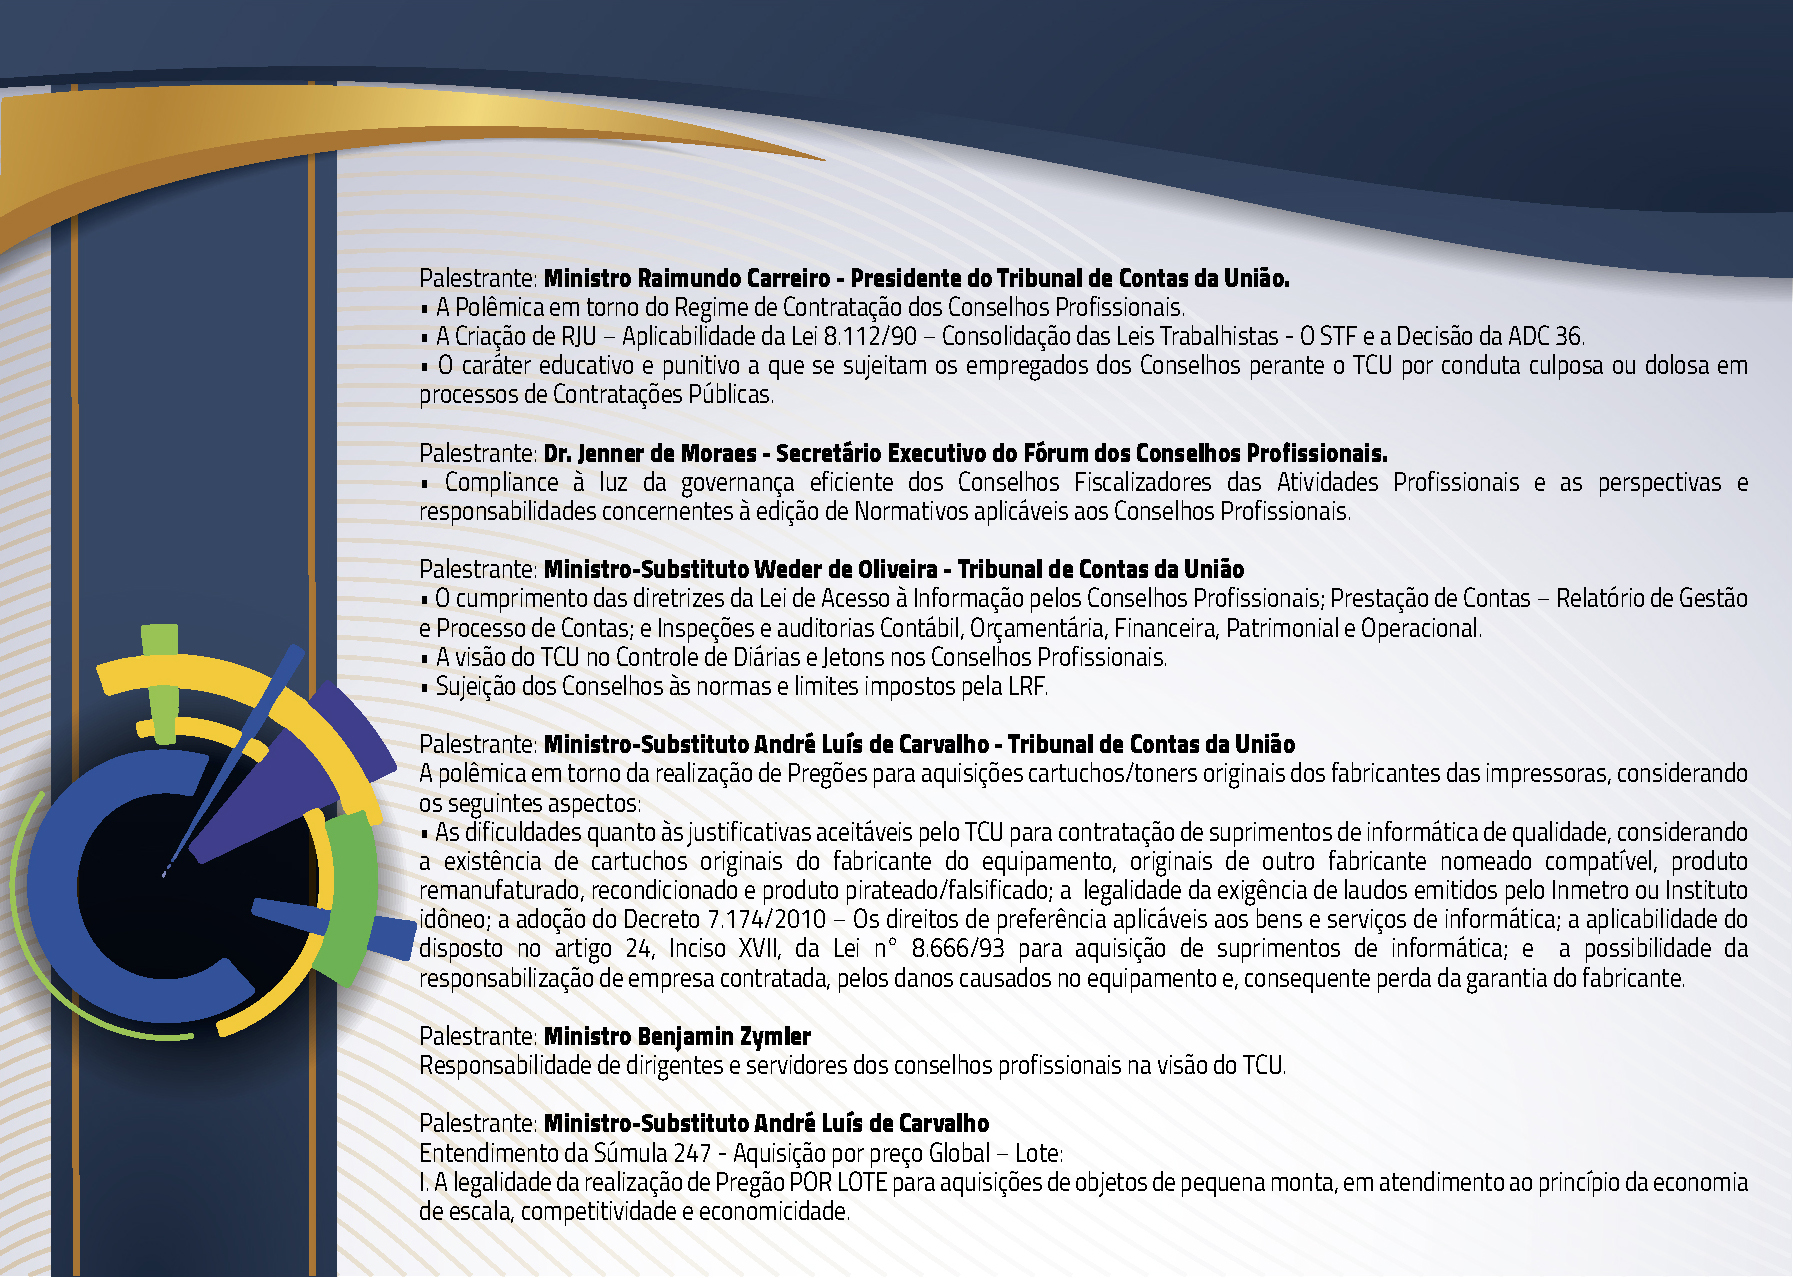 Palestrante: Ministro Raimundo Carreiro - Presidente do Tribunal de Contas da União.
▪ A Polêmica em torno do Regime de Contratação dos Conselhos Profissionais.
▪ A Criação de RJU – Aplicabilidade da Lei 8.112/90 – Consolidação das Leis Trabalhistas - O STF e a Decisão da ADC 36.
▪ O caráter educativo e punitivo a que se sujeitam os empregados dos Conselhos perante o TCU por conduta culposa ou dolosa em
processos de Contratações Públicas.
Palestrante: Dr. Jenner de Moraes - Secretário Executivo do Fórum dos Conselhos Profissionais.
▪ Compliance à luz da governança eficiente dos Conselhos Fiscalizadores das Atividades Profissionais e as perspectivas e
responsabilidades concernentes à edição de Normativos aplicáveis aos Conselhos Profissionais.
Palestrante: Ministro-Substituto Weder de Oliveira - Tribunal de Contas da União
▪ O cumprimento das diretrizes da Lei de Acesso à Informação pelos Conselhos Profissionais; Prestação de Contas – Relatório de Gestão
e Processo de Contas; e Inspeções e auditorias Contábil, Orçamentária, Financeira, Patrimonial e Operacional.
▪ A visão do TCU no Controle de Diárias e Jetons nos Conselhos Profissionais.
▪ Sujeição dos Conselhos às normas e limites impostos pela LRF.
Palestrante: Ministro-Substituto André Luís de Carvalho - Tribunal de Contas da União
A polêmica em torno da realização de Pregões para aquisições cartuchos/toners originais dos fabricantes das impressoras, considerando
os seguintes aspectos:
▪ As dificuldades quanto às justificativas aceitáveis pelo TCU para contratação de suprimentos de informática de qualidade, considerando
a existência de cartuchos originais do fabricante do equipamento, originais de outro fabricante nomeado compatível, produto
remanufaturado, recondicionado e produto pirateado/falsificado; a legalidade da exigência de laudos emitidos pelo Inmetro ou Instituto
idôneo; a adoção do Decreto 7.174/2010 – Os direitos de preferência aplicáveis aos bens e serviços de informática; a aplicabilidade do
disposto no artigo 24, Inciso XVII, da Lei n° 8.666/93 para aquisição de suprimentos de informática; e a possibilidade da
responsabilização de empresa contratada, pelos danos causados no equipamento e, consequente perda da garantia do fabricante.
Palestrante: Ministro Benjamin Zymler
Responsabilidade de dirigentes e servidores dos conselhos profissionais na visão do TCU.
Palestrante: Ministro-Substituto André Luís de Carvalho
Entendimento da Súmula 247 - Aquisição por preço Global – Lote:
I. A legalidade da realização de Pregão POR LOTE para aquisições de objetos de pequena monta, em atendimento ao princípio da economia
de escala, competitividade e economicidade.